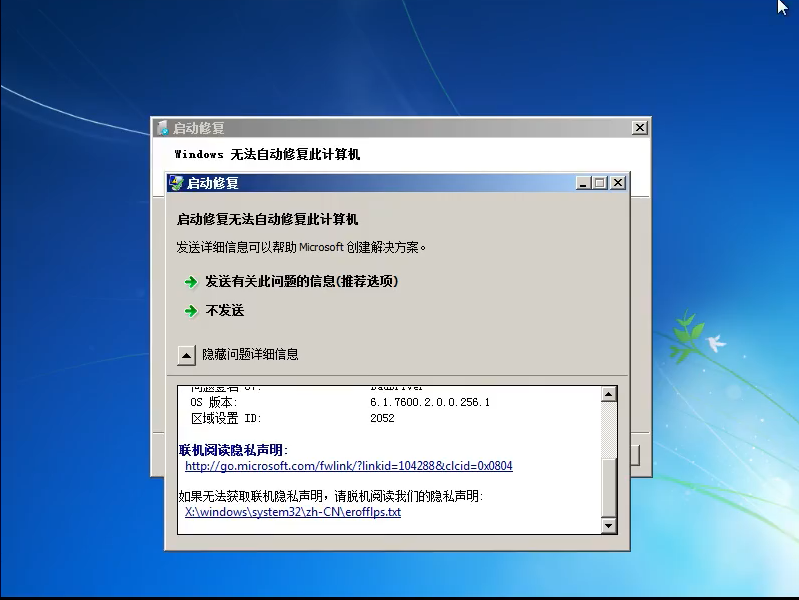 启动修复
Windows 无法自动修复此计算机
启动修复
启动修复无法自动修复此计算机
发送详细信息可以帮助 Microsoft 创建解决方案。
发送有关此问题的信息(推荐选项)
不发送
隐藏问题详细信息
问题签名 07: BadDriver
OS 版本: 6.1.7600.2.0.0.256.1
区域设置 ID: 2052
联机阅读隐私声明:
http://go.microsoft.com/fwlink/?linkid=104288&clcid=0x0804
如果无法获取联机隐私声明，请脱机阅读我们的隐私声明:
X:\windows\system32\zh-CN\erofflps.txt